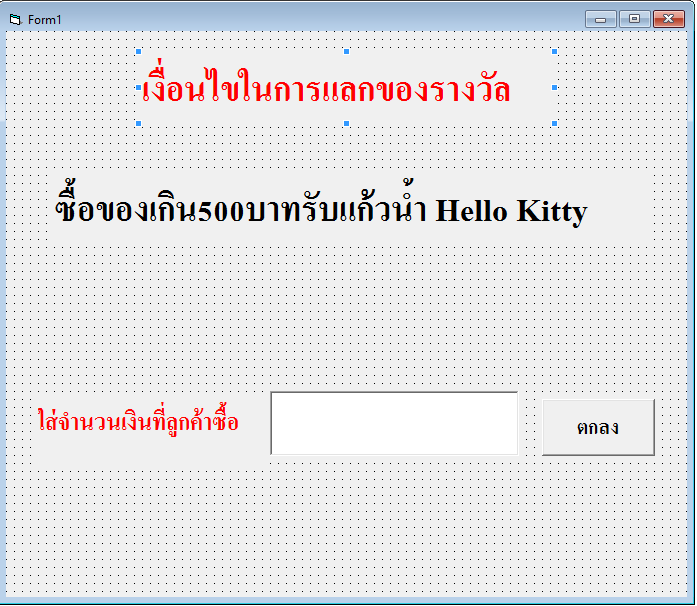 Form1
เงื่อนไขในการแลกของรางวัล
ซื้อของเกิน500บาทรับแก้วน้ำ Hello Kitty
ใส่จำนวนเงินที่ลูกค้าซื้อ
ตกลง